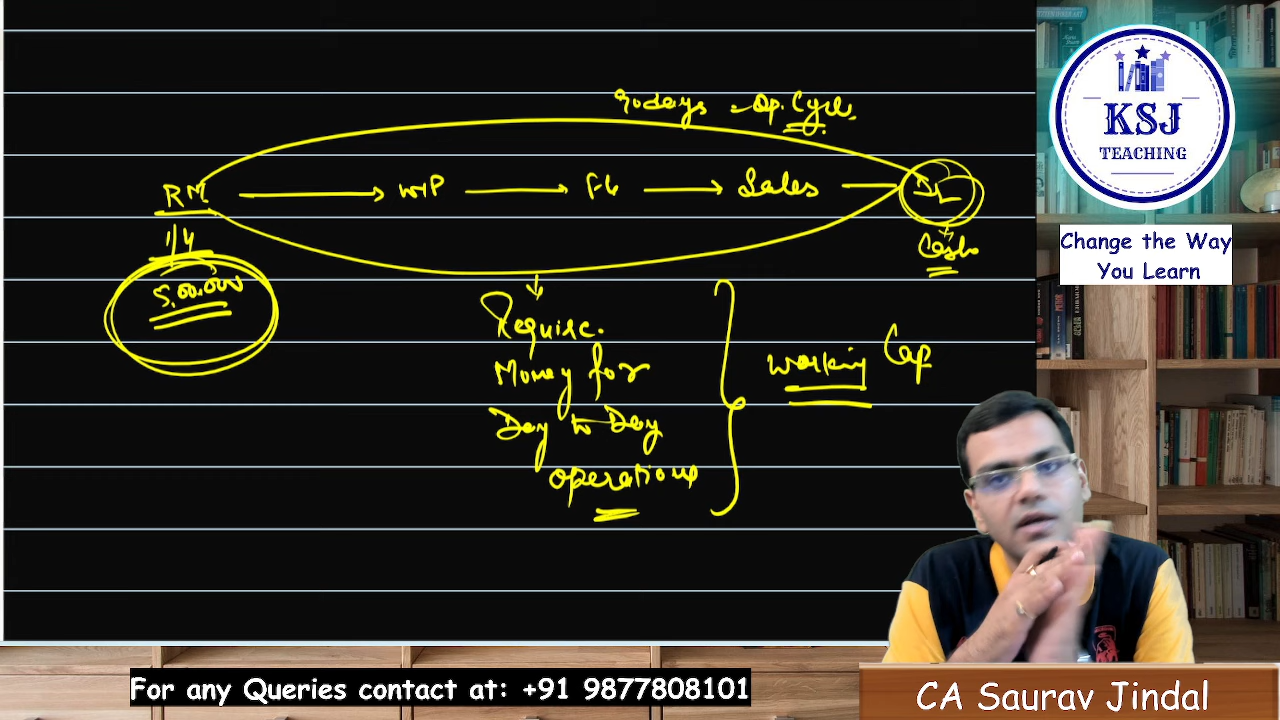 90days = Op. Cycle.
RM → WIP → FG → Sales → Dr
Cash
1/4
5,00,000
Require.
Money for
Day to Day
operations
Working Cap
KSJ
TEACHING
Change the Way
You Learn
For any Queries contact at: +91 9877808101
CA Saurav Jindal